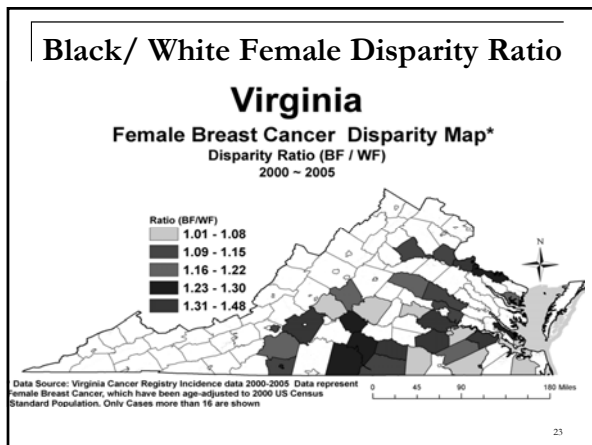 Black/ White Female Disparity Ratio
Virginia
Female Breast Cancer Disparity Map*
Disparity Ratio (BF / WF)
2000 ~ 2005
Ratio (BF/WF)
1.01 - 1.08
1.09 - 1.15
1.16 - 1.22
1.23 - 1.30
1.31 - 1.48
N
* Data Source: Virginia Cancer Registry Incidence data 2000-2005 Data represent
Female Breast Cancer, which have been age-adjusted to 2000 US Census
Standard Population. Only Cases more than 16 are shown
0 45 90 180 Miles
23